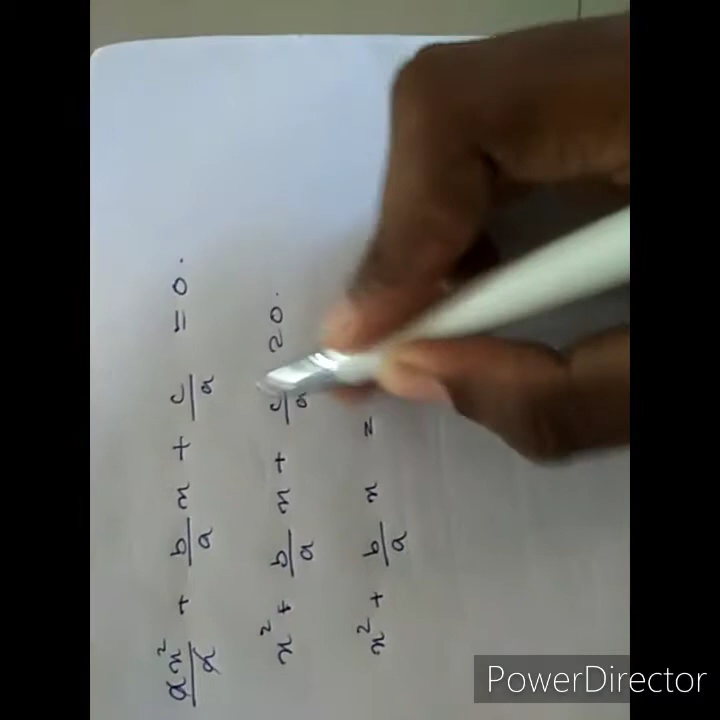 ax²/a + b/a x + c/a = 0.
x² + b/a x + c/a = 0.
x² + b/a x =
PowerDirector